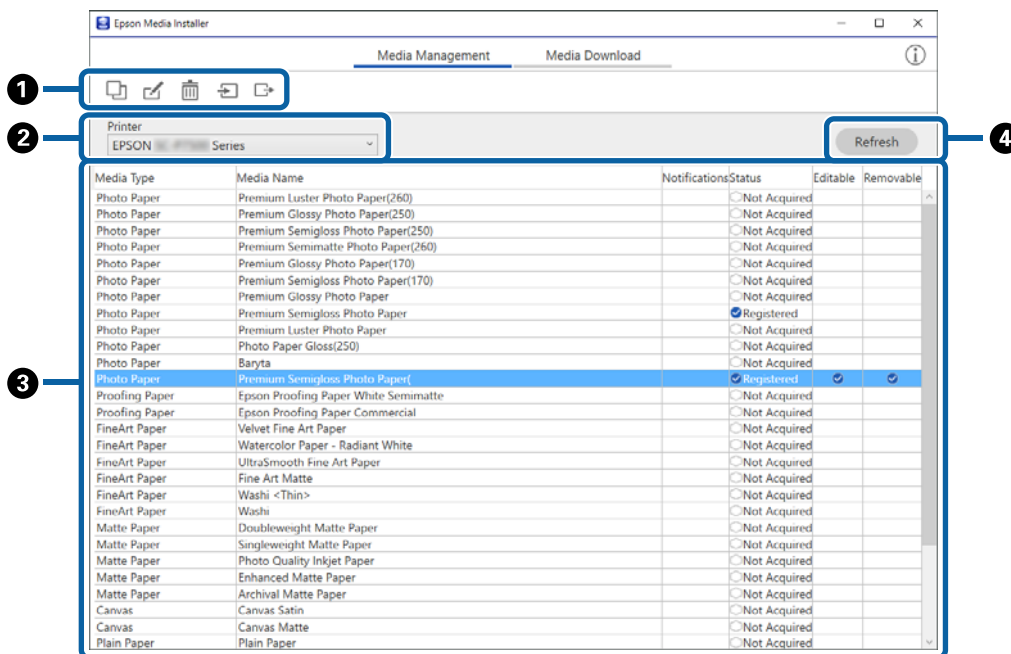 Epson Media Installer
Media Management Media Download
1
2 Printer
EPSON Series
Refresh 4
3
Media Type Media Name Notifications Status Editable Removable
Photo Paper Premium Luster Photo Paper(260) Not Acquired
Photo Paper Premium Glossy Photo Paper(250) Not Acquired
Photo Paper Premium Semigloss Photo Paper(250) Not Acquired
Photo Paper Premium Semimatte Photo Paper(260) Not Acquired
Photo Paper Premium Glossy Photo Paper(170) Not Acquired
Photo Paper Premium Semigloss Photo Paper(170) Not Acquired
Photo Paper Premium Glossy Photo Paper Not Acquired
Photo Paper Premium Semigloss Photo Paper Registered
Photo Paper Premium Luster Photo Paper Not Acquired
Photo Paper Photo Paper Gloss(250) Not Acquired
Photo Paper Baryta Not Acquired
Photo Paper Premium Semigloss Photo Paper( Registered
Proofing Paper Epson Proofing Paper White Semimatte Not Acquired
Proofing Paper Epson Proofing Paper Commercial Not Acquired
FineArt Paper Velvet Fine Art Paper Not Acquired
FineArt Paper Watercolor Paper - Radiant White Not Acquired
FineArt Paper UltraSmooth Fine Art Paper Not Acquired
FineArt Paper Fine Art Matte Not Acquired
FineArt Paper Washi <Thin> Not Acquired
FineArt Paper Washi Not Acquired
Matte Paper Doubleweight Matte Paper Not Acquired
Matte Paper Singleweight Matte Paper Not Acquired
Matte Paper Photo Quality Inkjet Paper Not Acquired
Matte Paper Enhanced Matte Paper Not Acquired
Matte Paper Archival Matte Paper Not Acquired
Canvas Canvas Satin Not Acquired
Canvas Canvas Matte Not Acquired
Plain Paper Plain Paper Not Acquired